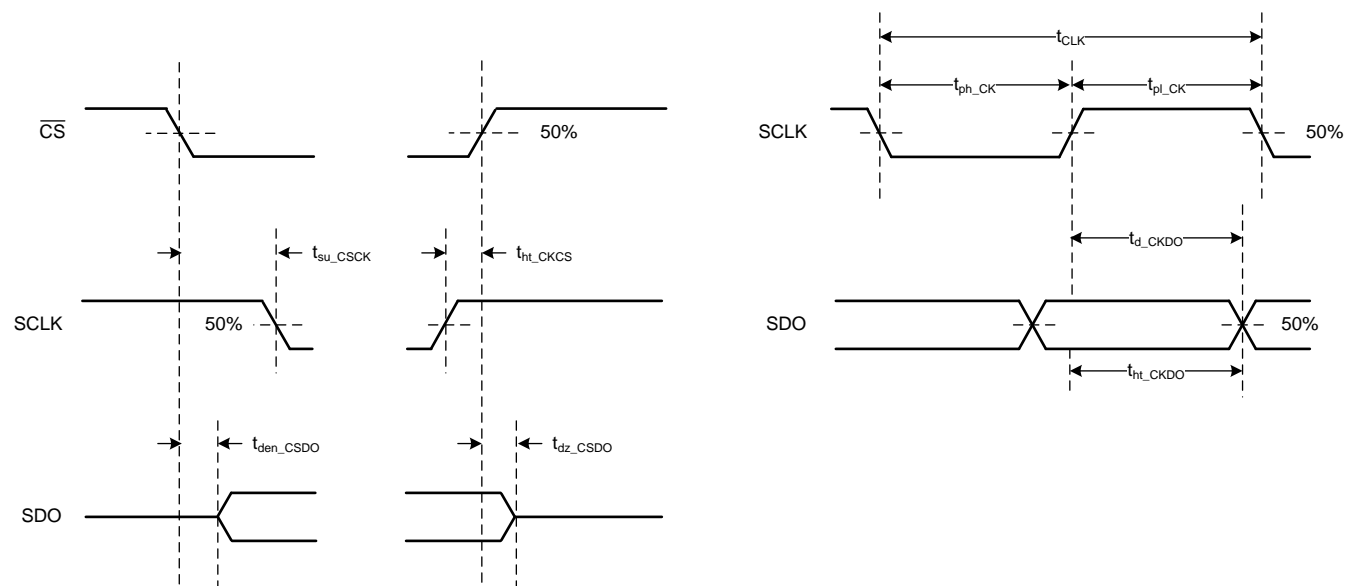 CS
50%
t_su_CSCK
t_ht_CKCS
SCLK
50%
t_den_CSDO
t_dz_CSDO
SDO
t_CLK
t_ph_CK
t_pl_CK
SCLK
50%
t_d_CKDO
SDO
50%
t_ht_CKDO